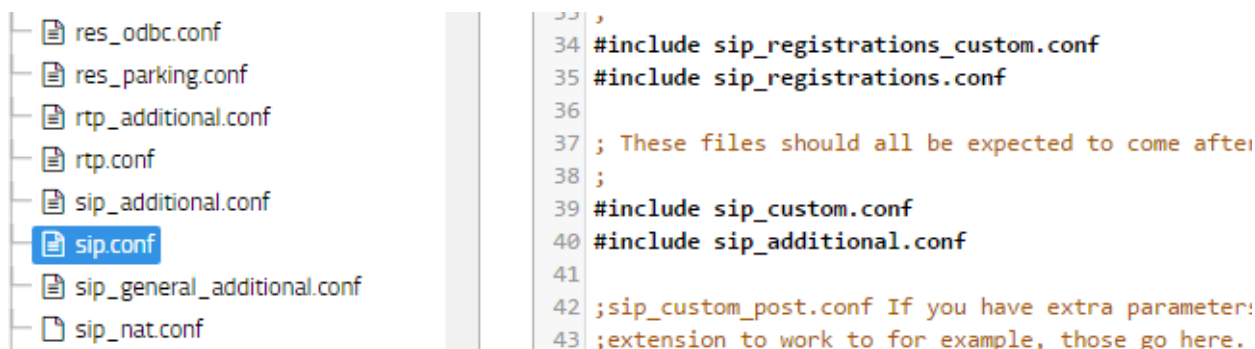 res_odbc.conf
res_parking.conf
rtp_additional.conf
rtp.conf
sip_additional.conf
sip.conf
sip_general_additional.conf
sip_nat.conf
33 ;
34 #include sip_registrations_custom.conf
35 #include sip_registrations.conf
36
37 ; These files should all be expected to come after
38 ;
39 #include sip_custom.conf
40 #include sip_additional.conf
41
42 ;sip_custom_post.conf If you have extra parameters
43 ;extension to work to for example, those go here.